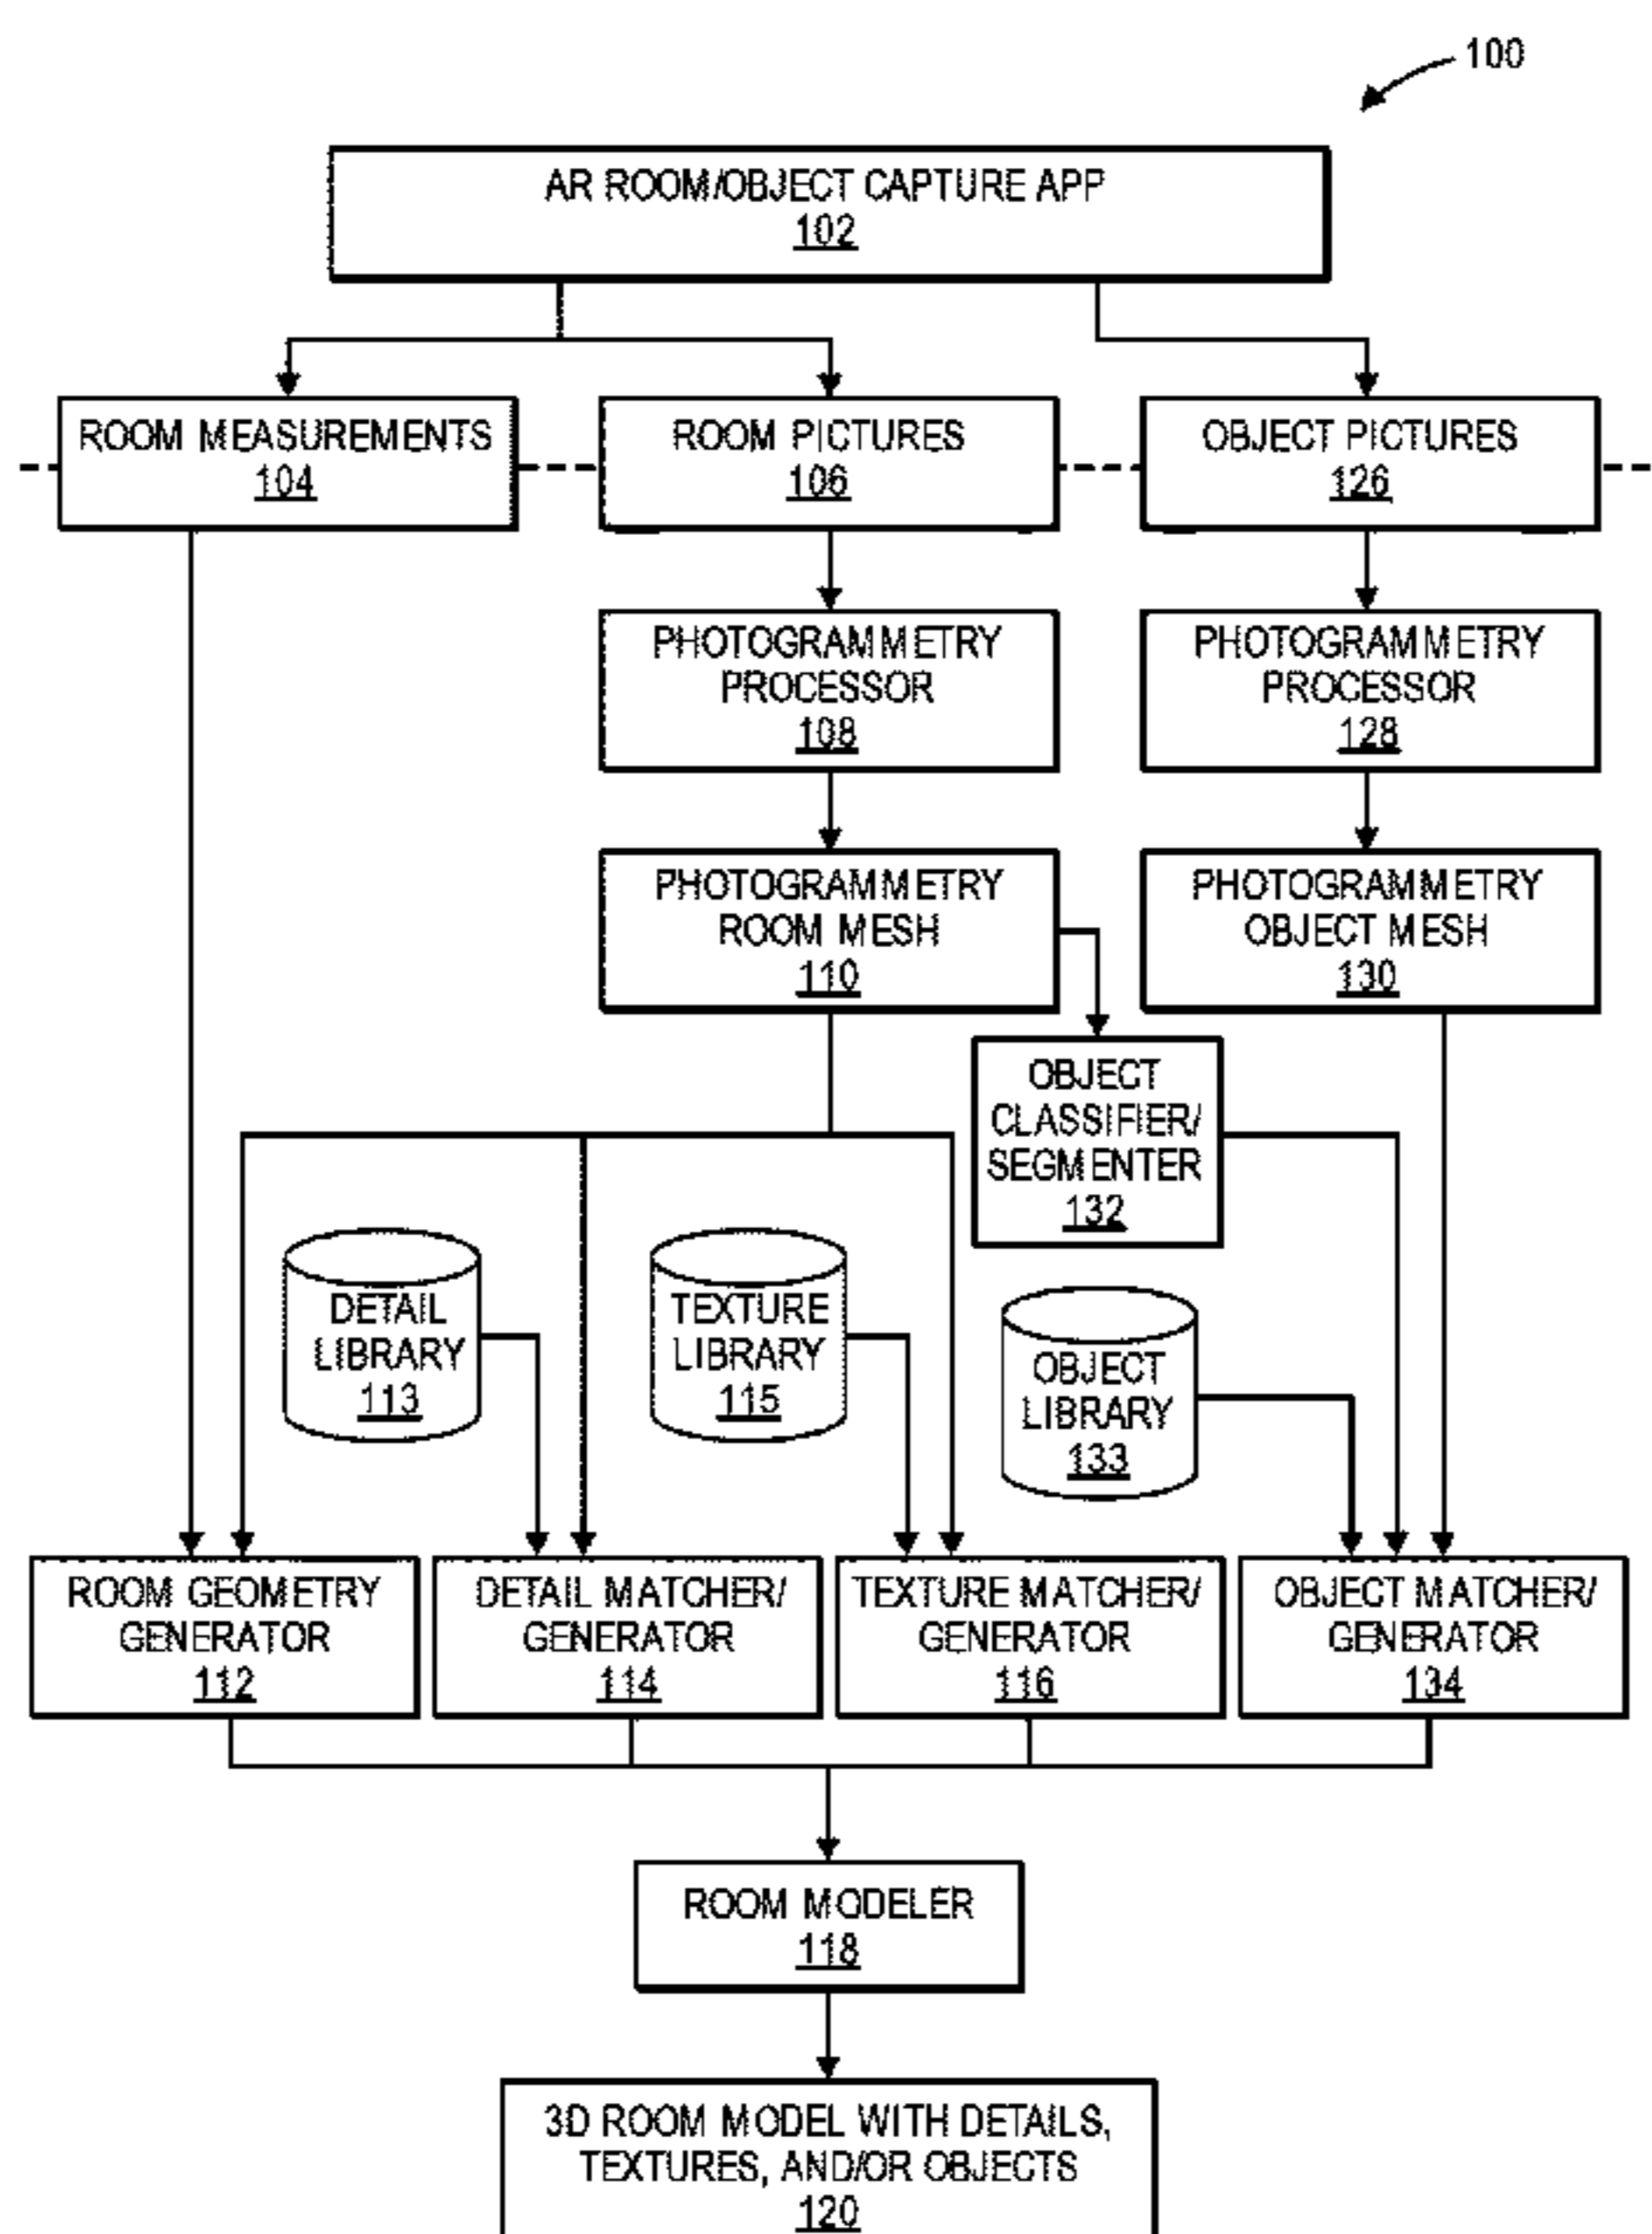 100
AR ROOM/OBJECT CAPTURE APP
102
ROOM MEASUREMENTS
104
ROOM PICTURES
106
OBJECT PICTURES
126
PHOTOGRAMMETRY
PROCESSOR
108
PHOTOGRAMMETRY
PROCESSOR
128
PHOTOGRAMMETRY
ROOM MESH
110
PHOTOGRAMMETRY
OBJECT MESH
130
OBJECT
CLASSIFIER/
SEGMENTER
132
DETAIL
LIBRARY
113
TEXTURE
LIBRARY
115
OBJECT
LIBRARY
133
ROOM GEOMETRY
GENERATOR
112
DETAIL MATCHER/
GENERATOR
114
TEXTURE MATCHER/
GENERATOR
116
OBJECT MATCHER/
GENERATOR
134
ROOM MODELER
118
3D ROOM MODEL WITH DETAILS,
TEXTURES, AND/OR OBJECTS
120